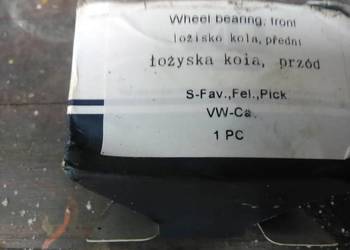 Wheel bearing, front
ložisko kola, přední
łożyska koła, przód
S-Fav.,Fel.,Pick
VW-Ca.
1 PC